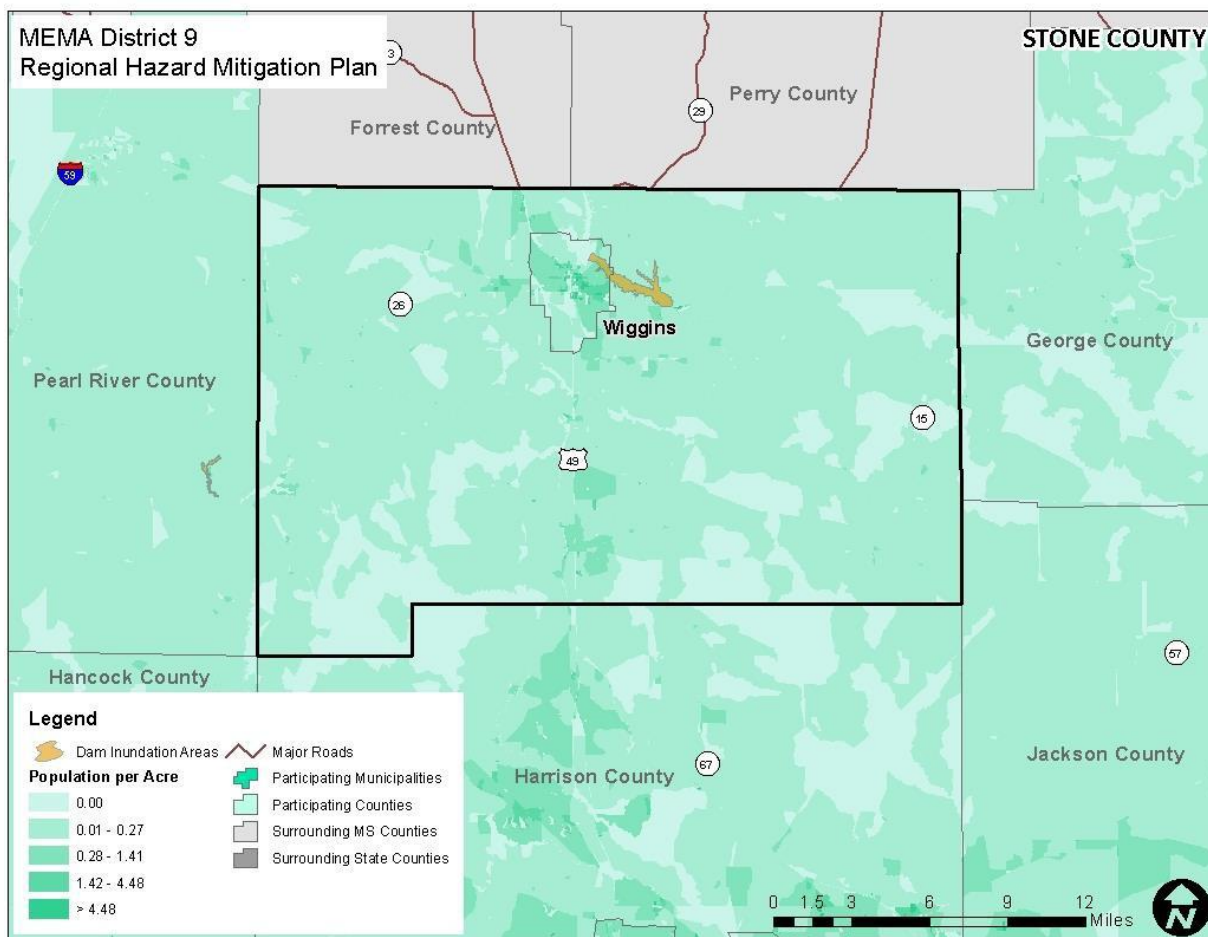 MEMA District 9
Regional Hazard Mitigation Plan
STONE COUNTY
3
29
Perry County
Forrest County
59
26
Wiggins
George County
Pearl River County
15
49
57
Hancock County
Harrison County
67
Jackson County
Legend
Dam Inundation Areas
Major Roads
Population per Acre
Participating Municipalities
0.00
Participating Counties
0.01 - 0.27
Surrounding MS Counties
0.28 - 1.41
Surrounding State Counties
1.42 - 4.48
> 4.48
0 1.5 3 6 9 12
Miles
N